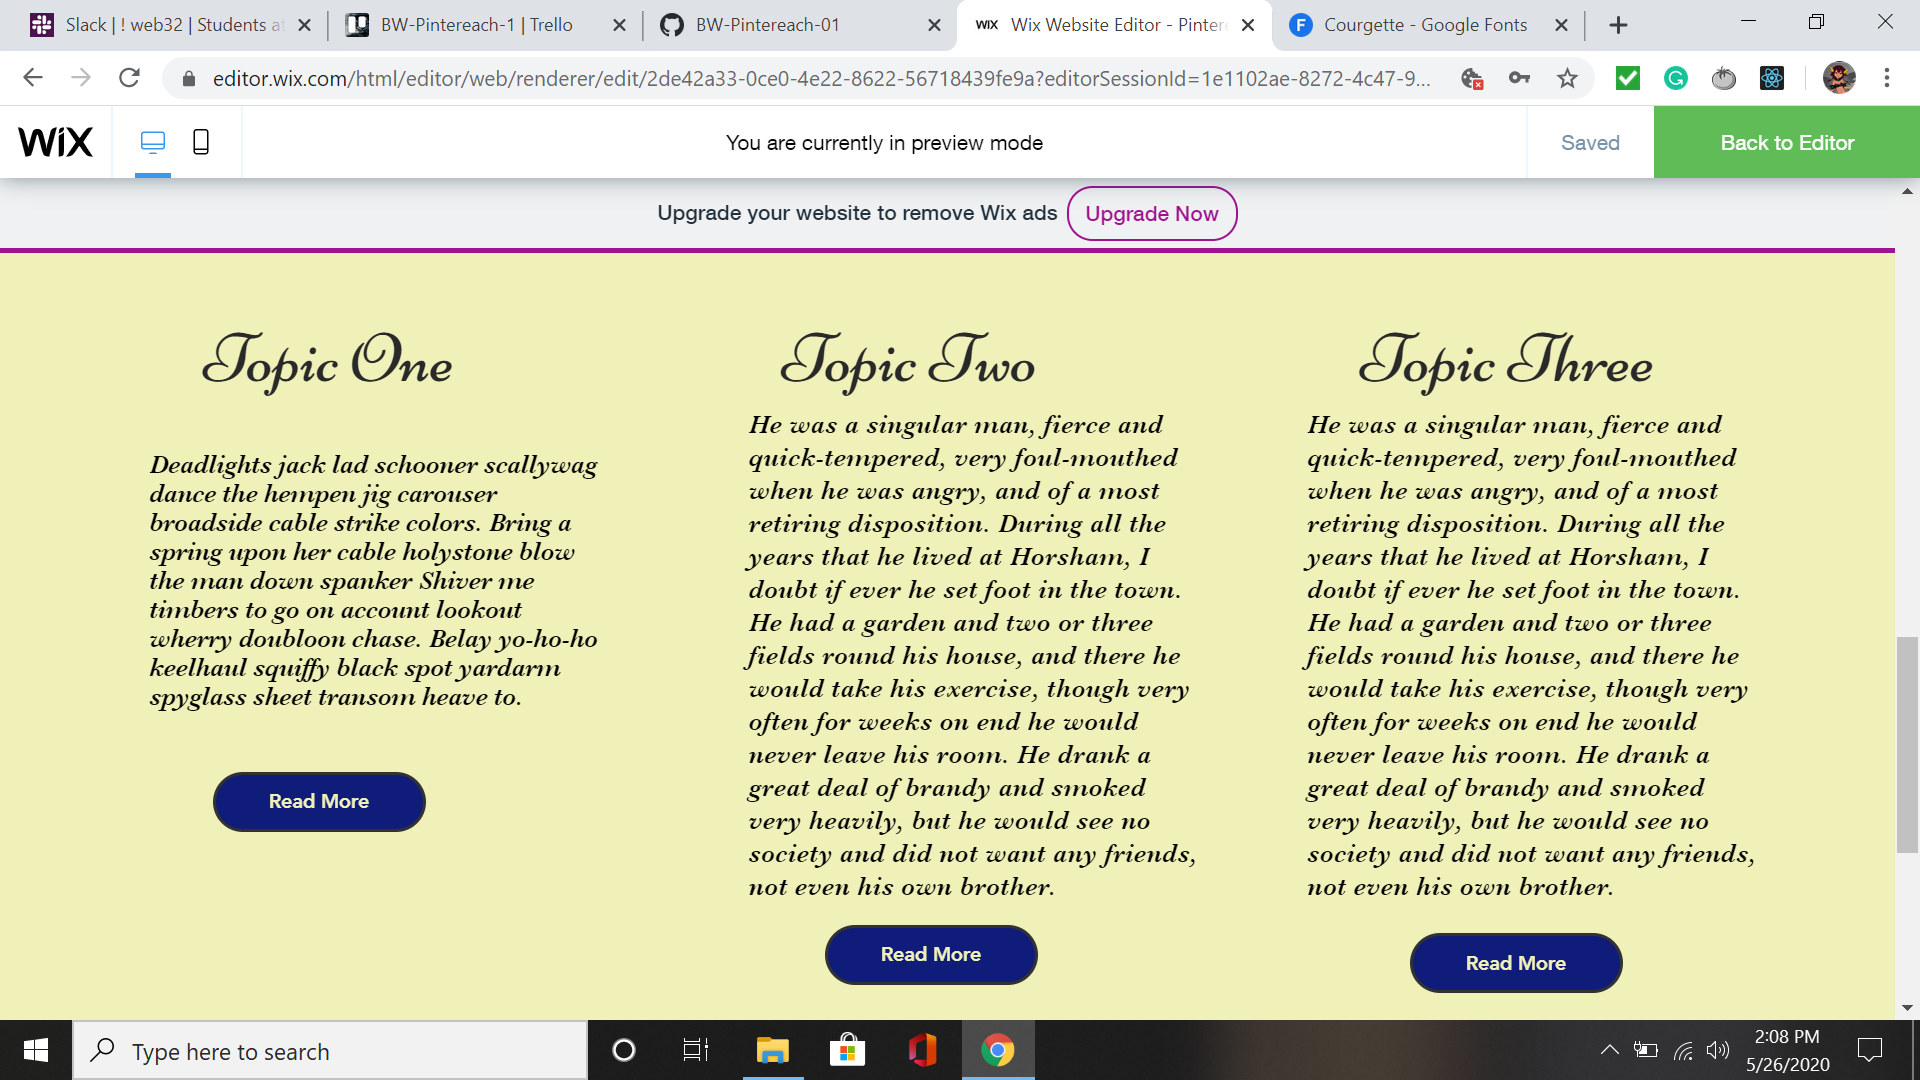 Slack | ! web32 | Students at
BW-Pintereach-1 | Trello
BW-Pintereach-01
WIX Wix Website Editor - Pinter
F Courgette - Google Fonts
editor.wix.com/html/editor/web/renderer/edit/2de42a33-0ce0-4e22-8622-56718439fe9a?editorSessionId=1e1102ae-8272-4c47-9...
WiX
You are currently in preview mode
Saved
Back to Editor
Upgrade your website to remove Wix ads
Upgrade Now
Topic One
Deadlights jack lad schooner scallywag
dance the hempen jig carouser
broadside cable strike colors. Bring a
spring upon her cable holystone blow
the man down spanker Shiver me
timbers to go on account lookout
wherry doubloon chase. Belay yo-ho-ho
keelhaul squiffy black spot yardarm
spyglass sheet transom heave to.
Read More
Topic Two
He was a singular man, fierce and
quick-tempered, very foul-mouthed
when he was angry, and of a most
retiring disposition. During all the
years that he lived at Horsham, I
doubt if ever he set foot in the town.
He had a garden and two or three
fields round his house, and there he
would take his exercise, though very
often for weeks on end he would
never leave his room. He drank a
great deal of brandy and smoked
very heavily, but he would see no
society and did not want any friends,
not even his own brother.
Read More
Topic Three
He was a singular man, fierce and
quick-tempered, very foul-mouthed
when he was angry, and of a most
retiring disposition. During all the
years that he lived at Horsham, I
doubt if ever he set foot in the town.
He had a garden and two or three
fields round his house, and there he
would take his exercise, though very
often for weeks on end he would
never leave his room. He drank a
great deal of brandy and smoked
very heavily, but he would see no
society and did not want any friends,
not even his own brother.
Read More
Type here to search
2:08 PM
5/26/2020